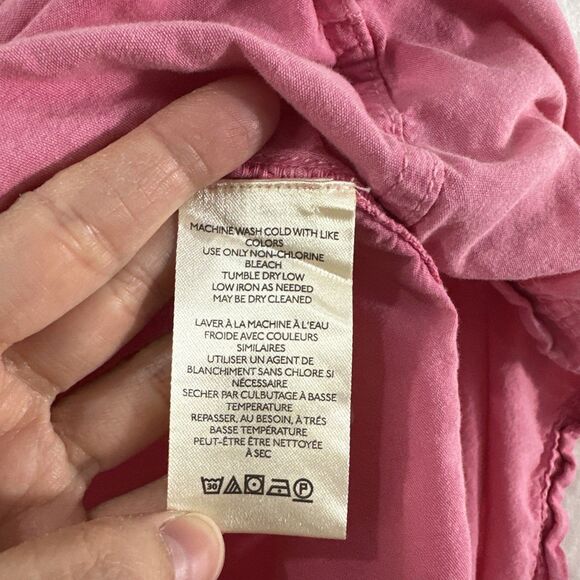 MACHINE WASH COLD WITH LIKE
COLORS
USE ONLY NON-CHLORINE
BLEACH
TUMBLE DRY LOW
LOW IRON AS NEEDED
MAY BE DRY CLEANED
LAVER À LA MACHINE À L'EAU
FROIDE AVEC COULEURS
SIMILAIRES
UTILISER UN AGENT DE
BLANCHIMENT SANS CHLORE SI
NÉCESSAIRE
SECHER PAR CULBUTAGE À BASSE
TEMPERATURE
REPASSER, AU BESOIN, À TRÉS
BASSE TEMPÉRATURE
PEUT-ÊTRE ÊTRE NETTOYÉE
À SEC
30 P